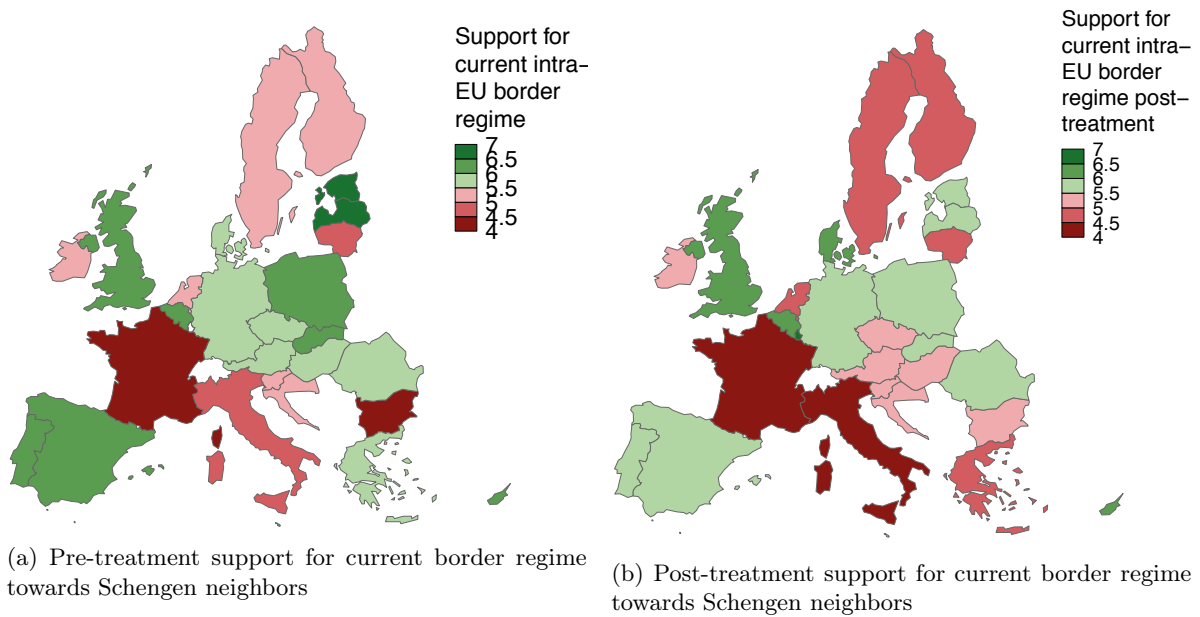 Support for
current intra–
EU border
regime
7
6.5
6
5.5
5
4.5
4
(a) Pre-treatment support for current border regime
towards Schengen neighbors
Support for
current intra–
EU border
regime post–
treatment
7
6.5
6
5.5
5
4.5
4
(b) Post-treatment support for current border regime
towards Schengen neighbors